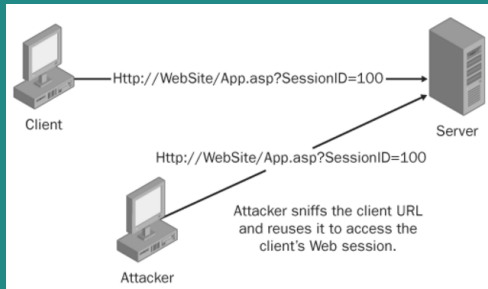 Http://WebSite/App.asp?SessionID=100
Client
Server
Http://WebSite/App.asp?SessionID=100
Attacker sniffs the client URL
and reuses it to access the
client's Web session.
Attacker